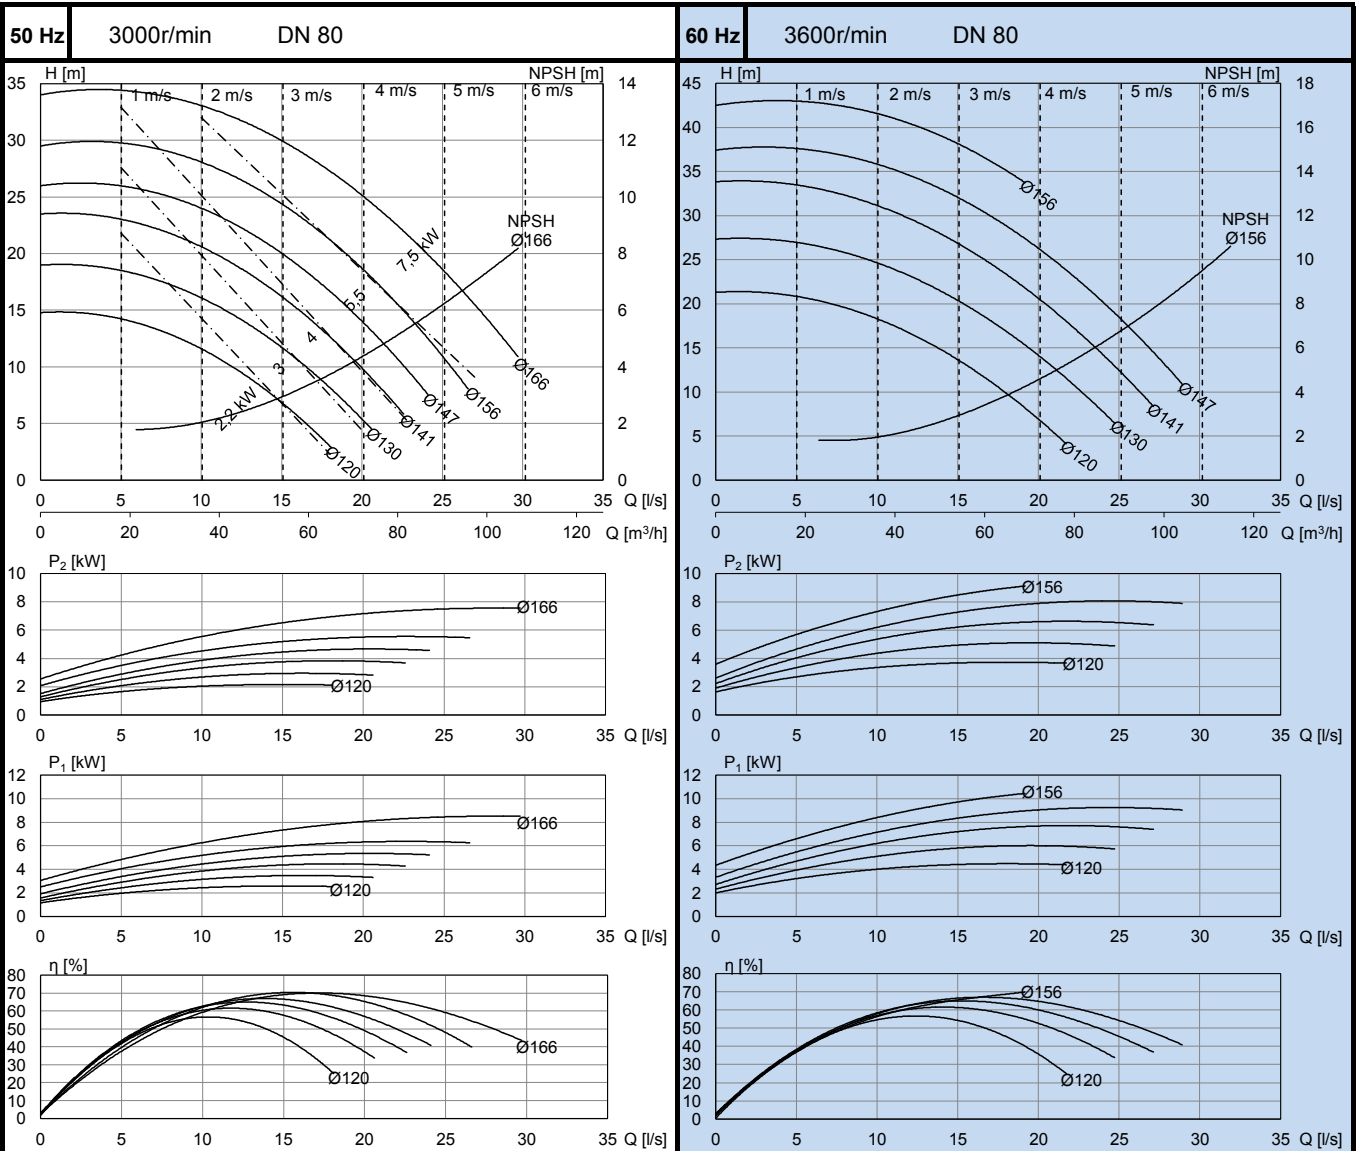 50 Hz 3000r/min DN 80
H [m] NPSH [m]
1 m/s 2 m/s 3 m/s 4 m/s 5 m/s 6 m/s
35 30 25 20 15 10 5 0
14 12 10 8 6 4 2 0
NPSH
Ø166
7,5 kW
5,5
4
3
2,2 kW
Ø166
Ø156
Ø147
Ø141
Ø130
Ø120
0 5 10 15 20 25 30 35 Q [l/s]
0 20 40 60 80 100 120 Q [m³/h]
P₂ [kW]
10 8 6 4 2 0
Ø166
Ø120
0 5 10 15 20 25 30 35 Q [l/s]
P₁ [kW]
12 10 8 6 4 2 0
Ø166
Ø120
0 5 10 15 20 25 30 35 Q [l/s]
η [%]
80 70 60 50 40 30 20 10 0
Ø166
Ø120
0 5 10 15 20 25 30 35 Q [l/s]
60 Hz 3600r/min DN 80
H [m] NPSH [m]
1 m/s 2 m/s 3 m/s 4 m/s 5 m/s 6 m/s
45 40 35 30 25 20 15 10 5 0
18 16 14 12 10 8 6 4 2 0
Ø156
NPSH
Ø156
Ø147
Ø141
Ø130
Ø120
0 5 10 15 20 25 30 35 Q [l/s]
0 20 40 60 80 100 120 Q [m³/h]
P₂ [kW]
10 8 6 4 2 0
Ø156
Ø120
0 5 10 15 20 25 30 35 Q [l/s]
P₁ [kW]
12 10 8 6 4 2 0
Ø156
Ø120
0 5 10 15 20 25 30 35 Q [l/s]
η [%]
80 70 60 50 40 30 20 10 0
Ø156
Ø120
0 5 10 15 20 25 30 35 Q [l/s]